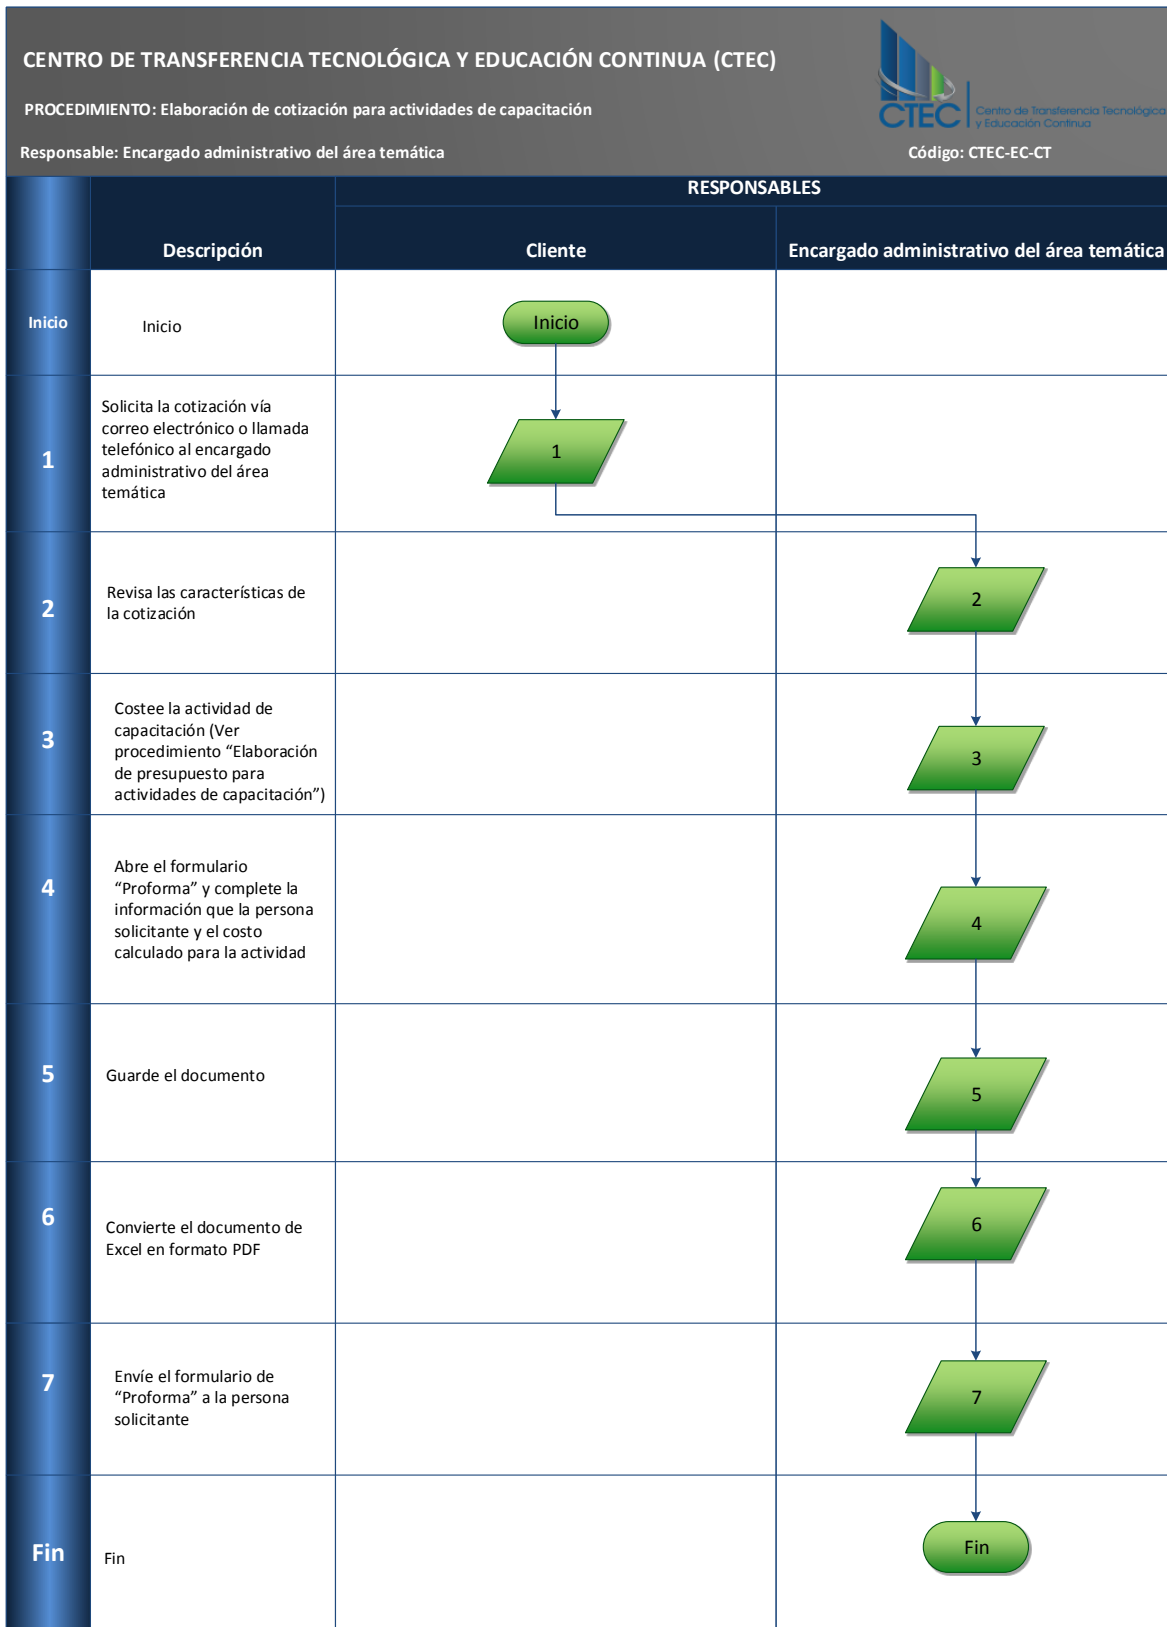 CENTRO DE TRANSFERENCIA TECNOLÓGICA Y EDUCACIÓN CONTINUA (CTEC)
PROCEDIMIENTO: Elaboración de cotización para actividades de capacitación
CTEC
Centro de Transferencia Tecnológica
y Educación Continua
Responsable: Encargado administrativo del área temática
Código: CTEC-EC-CT
RESPONSABLES
Descripción
Cliente
Encargado administrativo del área temática
Inicio
Inicio
Inicio
1
Solicita la cotización vía
correo electrónico o llamada
telefónico al encargado
administrativo del área
temática
1
2
Revisa las características de
la cotización
2
3
Costee la actividad de
capacitación (Ver
procedimiento “Elaboración
de presupuesto para
actividades de capacitación”)
3
4
Abre el formulario
“Proforma” y complete la
información que la persona
solicitante y el costo
calculado para la actividad
4
5
Guarde el documento
5
6
Convierte el documento de
Excel en formato PDF
6
7
Envíe el formulario de
“Proforma” a la persona
solicitante
7
Fin
Fin
Fin